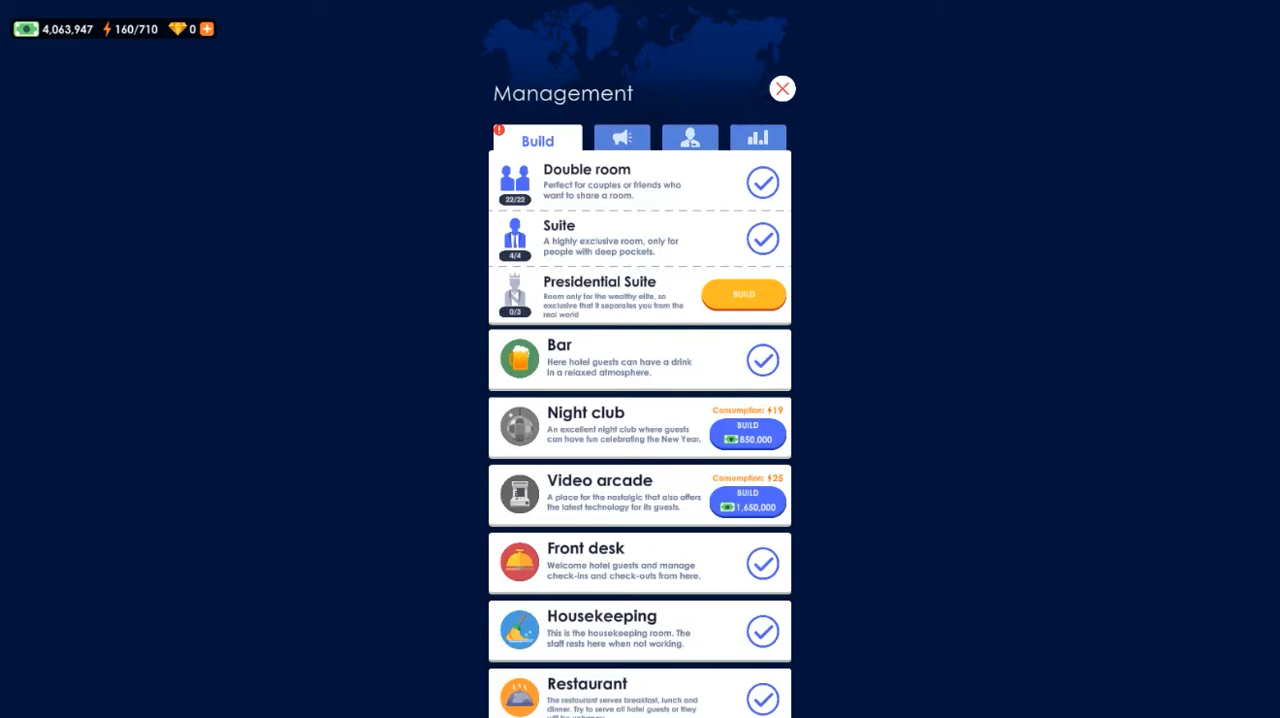 4,063,947 160/710 0
Management
Build
Double room
Perfect for couples or friends who
want to share a room.
22/22
Suite
A highly exclusive room, only for
people with deep pockets.
4/4
Presidential Suite
Room only for the wealthy elite, so
exclusive that it separates you from the
real world
0/3
BUILD
Bar
Here hotel guests can have a drink
in a relaxed atmosphere.
Night club
An excellent night club where guests
can have fun celebrating the New Year.
Consumption: 19
BUILD
850,000
Video arcade
A place for the nostalgic that also offers
the latest technology for its guests.
Consumption: 25
BUILD
1,650,000
Front desk
Welcome hotel guests and manage
check-ins and check-outs from here.
Housekeeping
This is the housekeeping room. The
staff rests here when not working.
Restaurant
The restaurant serves breakfast, lunch and
dinner. Try to serve all hotel guests or they